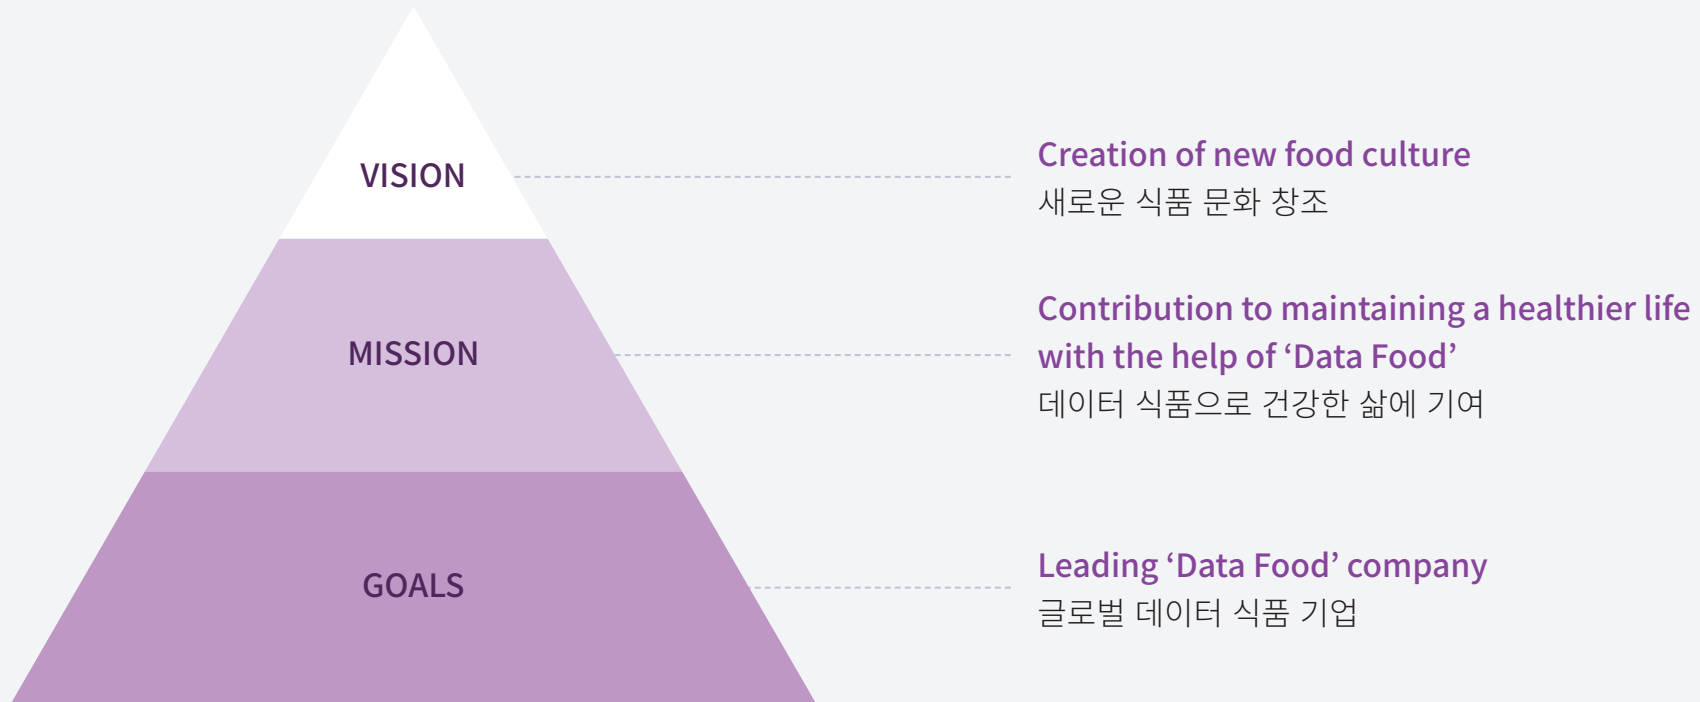 VISION
Creation of new food culture
새로운 식품 문화 창조
MISSION
Contribution to maintaining a healthier life
with the help of ‘Data Food’
데이터 식품으로 건강한 삶에 기여
GOALS
Leading ‘Data Food’ company
글로벌 데이터 식품 기업